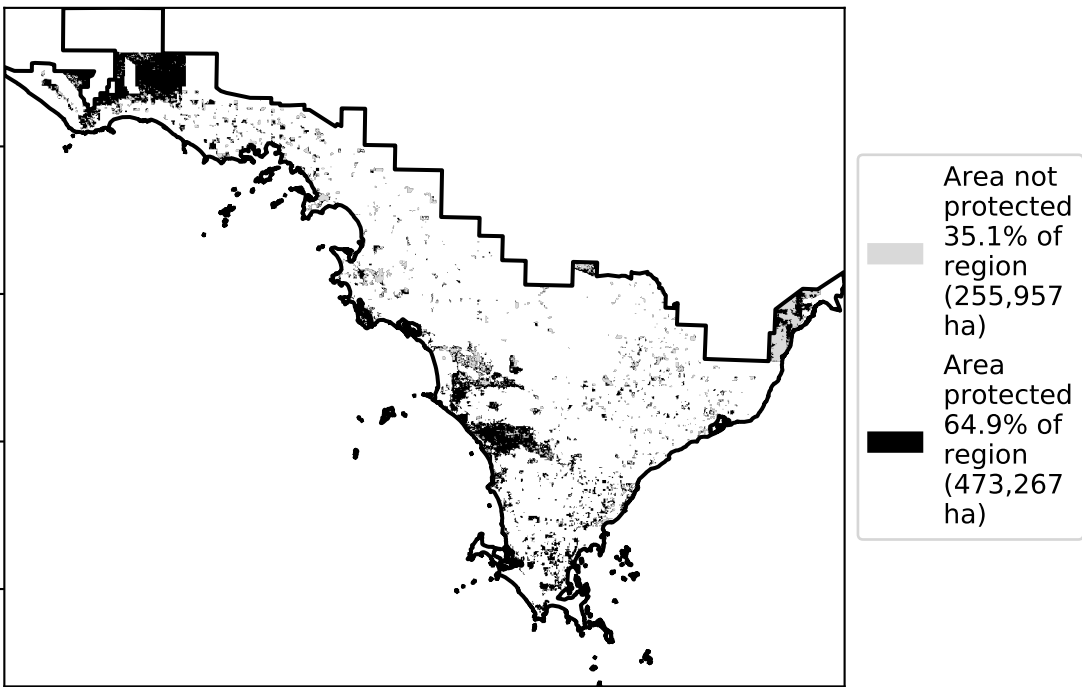 Area not
protected
35.1% of
region
(255,957
ha)
Area
protected
64.9% of
region
(473,267
ha)